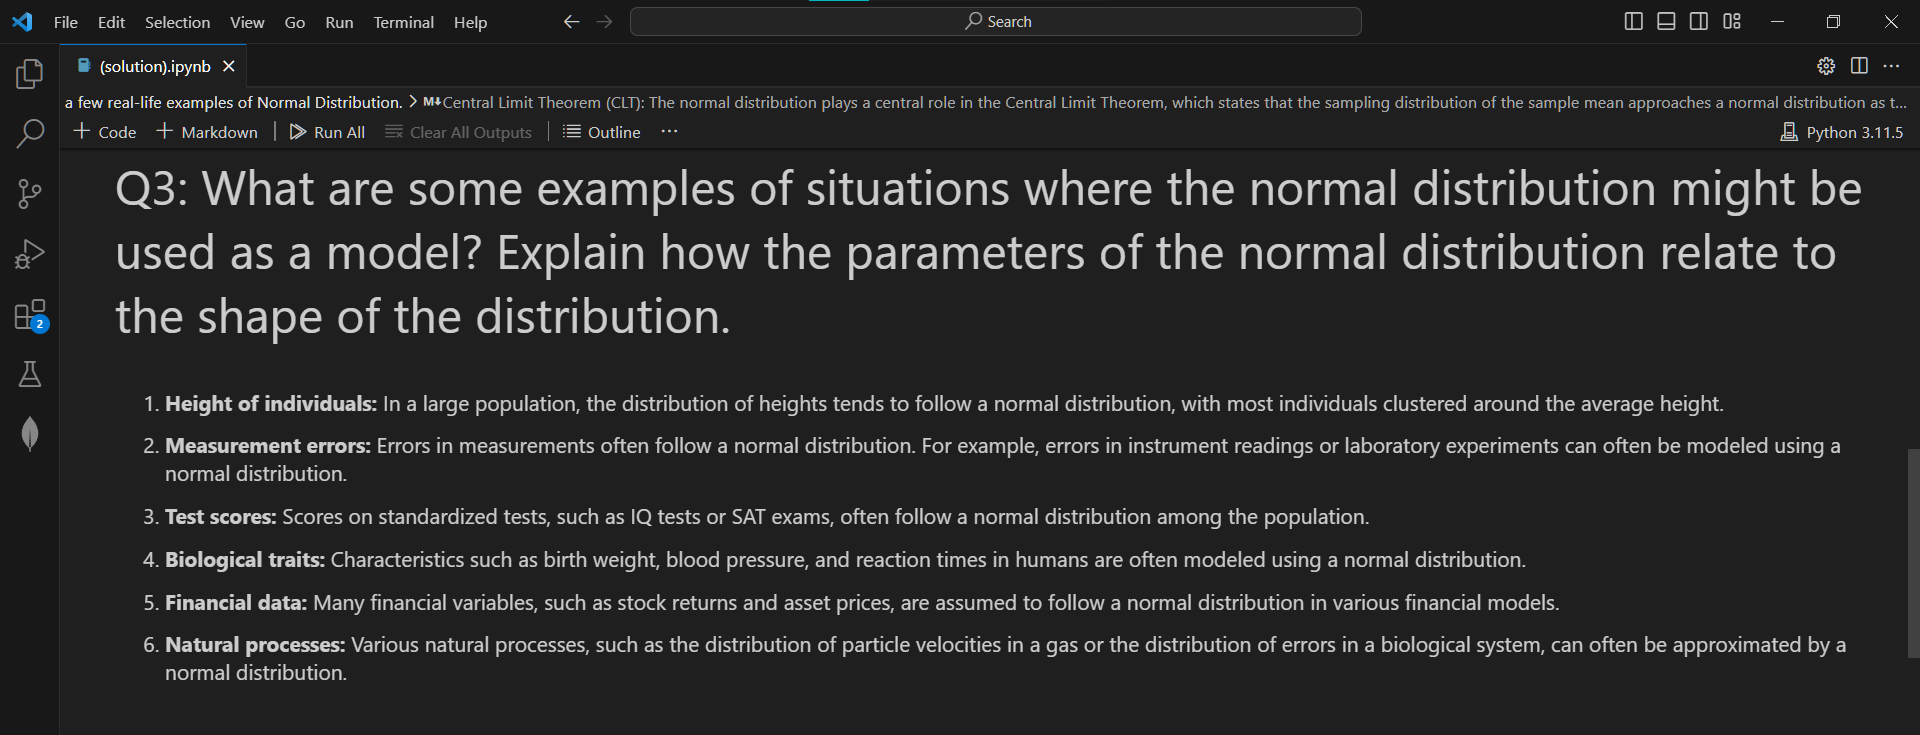 File Edit Selection View Go Run Terminal Help
Search
(solution).ipynb
a few real-life examples of Normal Distribution. > M↓ Central Limit Theorem (CLT): The normal distribution plays a central role in the Central Limit Theorem, which states that the sampling distribution of the sample mean approaches a normal distribution as t...
+ Code + Markdown | Run All Clear All Outputs | Outline ...
Python 3.11.5
Q3: What are some examples of situations where the normal distribution might be
used as a model? Explain how the parameters of the normal distribution relate to
the shape of the distribution.
1. Height of individuals: In a large population, the distribution of heights tends to follow a normal distribution, with most individuals clustered around the average height.
2. Measurement errors: Errors in measurements often follow a normal distribution. For example, errors in instrument readings or laboratory experiments can often be modeled using a
normal distribution.
3. Test scores: Scores on standardized tests, such as IQ tests or SAT exams, often follow a normal distribution among the population.
4. Biological traits: Characteristics such as birth weight, blood pressure, and reaction times in humans are often modeled using a normal distribution.
5. Financial data: Many financial variables, such as stock returns and asset prices, are assumed to follow a normal distribution in various financial models.
6. Natural processes: Various natural processes, such as the distribution of particle velocities in a gas or the distribution of errors in a biological system, can often be approximated by a
normal distribution.
2